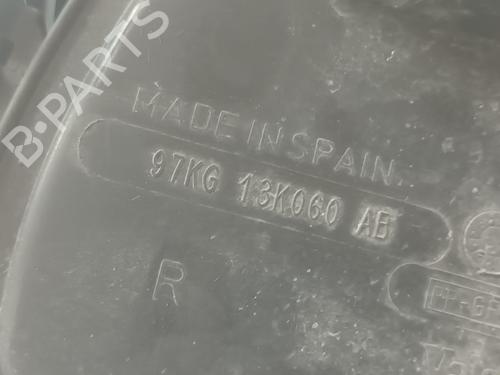 B-PARTS
MADE IN SPAIN.
97KG 13K060 AB
R